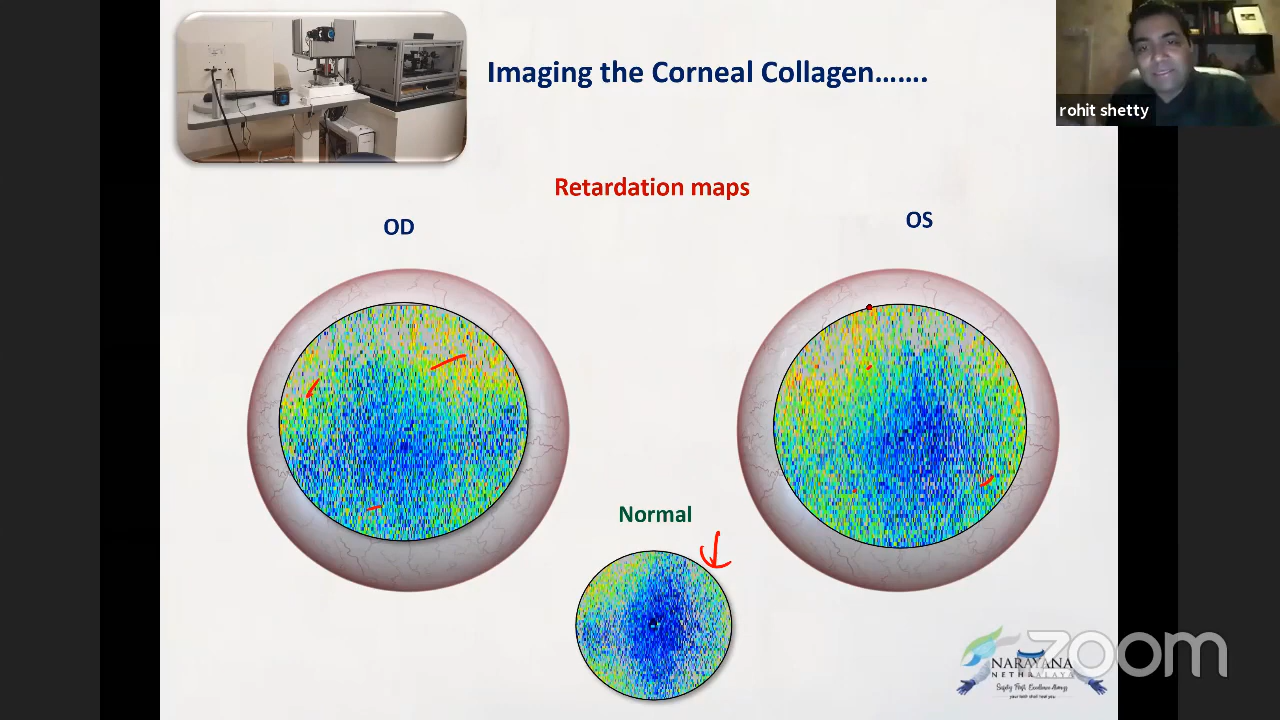 Imaging the Corneal Collagen…….
rohit shetty
Retardation maps
OD
OS
Normal
zoom
NARAYANA
NETHRALAYA